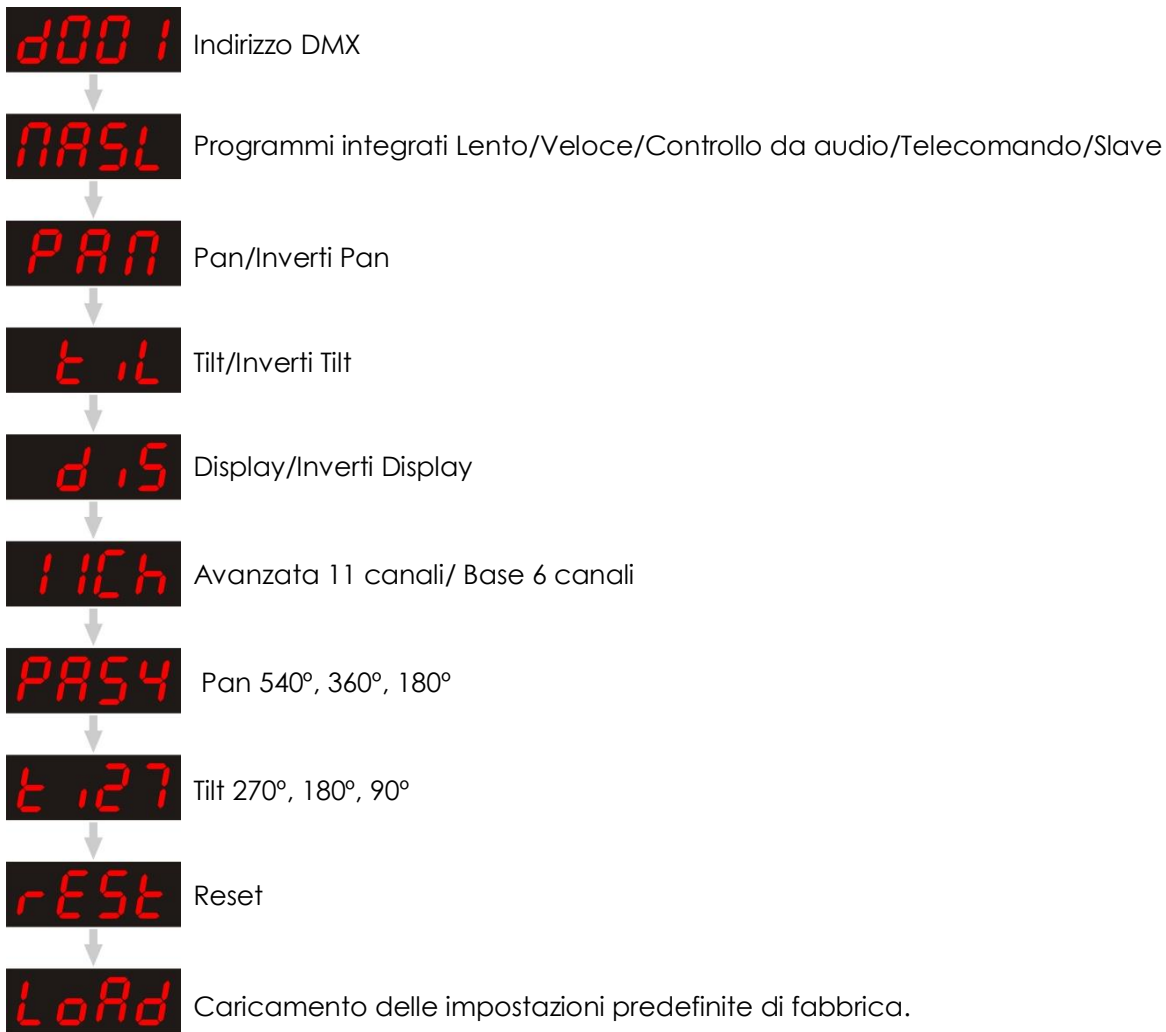 d001 Indirizzo DMX
MASL Programmi integrati Lento/Veloce/Controllo da audio/Telecomando/Slave
PAN Pan/Inverti Pan
tiL Tilt/Inverti Tilt
diS Display/Inverti Display
11Ch Avanzata 11 canali/ Base 6 canali
PA54 Pan 540º, 360º, 180º
ti27 Tilt 270º, 180º, 90º
rESt Reset
LoAd Caricamento delle impostazioni predefinite di fabbrica.